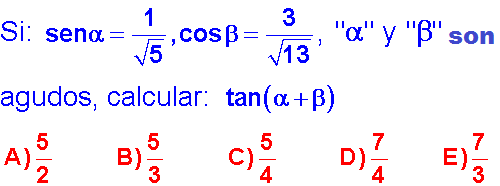 Si: senα = 1/√5, cosβ = 3/√13, "α" y "β" son
agudos, calcular: tan(α + β)
A) 5/2 B) 5/3 C) 5/4 D) 7/4 E) 7/3